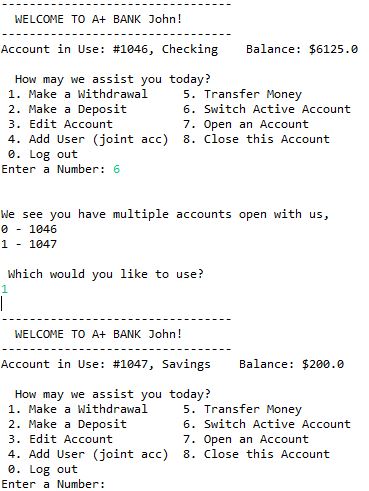 ---------------------------------
WELCOME TO A+ BANK John!
---------------------------------
Account in Use: #1046, Checking    Balance: $6125.0
How may we assist you today?
1. Make a Withdrawal     5. Transfer Money
2. Make a Deposit        6. Switch Active Account
3. Edit Account          7. Open an Account
4. Add User (joint acc)  8. Close this Account
0. Log out
Enter a Number: 6
We see you have multiple accounts open with us,
0 - 1046
1 - 1047
Which would you like to use?
1
---------------------------------
WELCOME TO A+ BANK John!
---------------------------------
Account in Use: #1047, Savings    Balance: $200.0
How may we assist you today?
1. Make a Withdrawal     5. Transfer Money
2. Make a Deposit        6. Switch Active Account
3. Edit Account          7. Open an Account
4. Add User (joint acc)  8. Close this Account
0. Log out
Enter a Number: